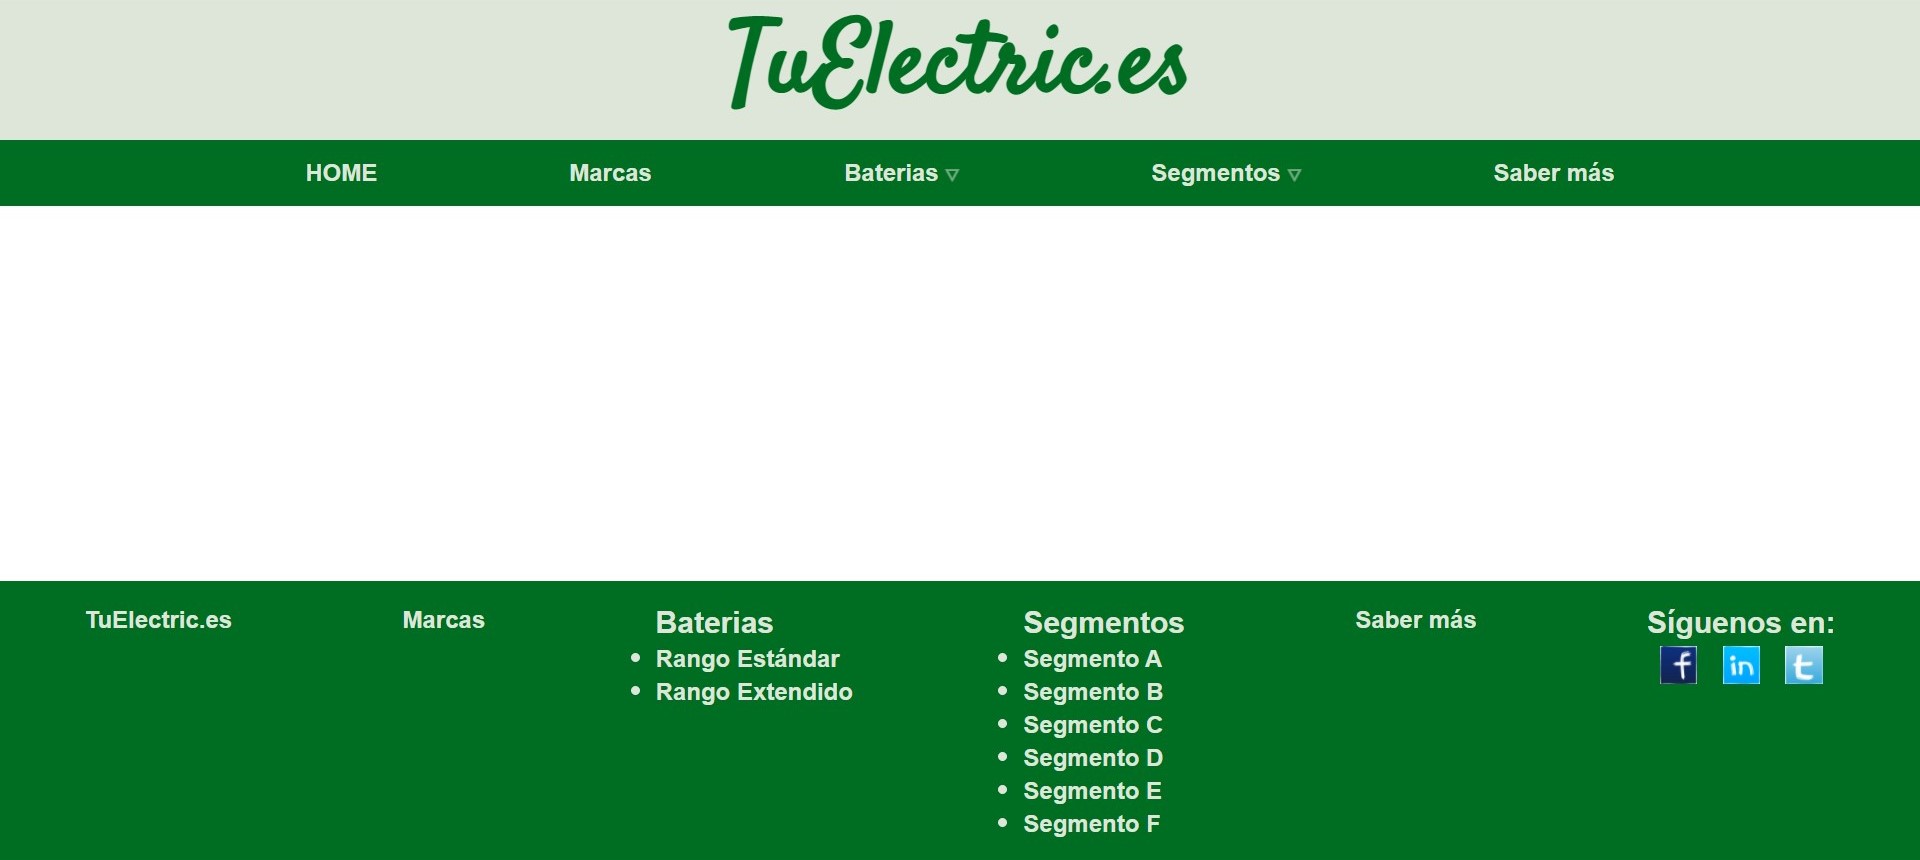 TuElectric.es
HOME
Marcas
Baterias
Segmentos
Saber más
TuElectric.es
Marcas
Baterias
Rango Estándar
Rango Extendido
Segmentos
Segmento A
Segmento B
Segmento C
Segmento D
Segmento E
Segmento F
Saber más
Síguenos en:
f
in
t